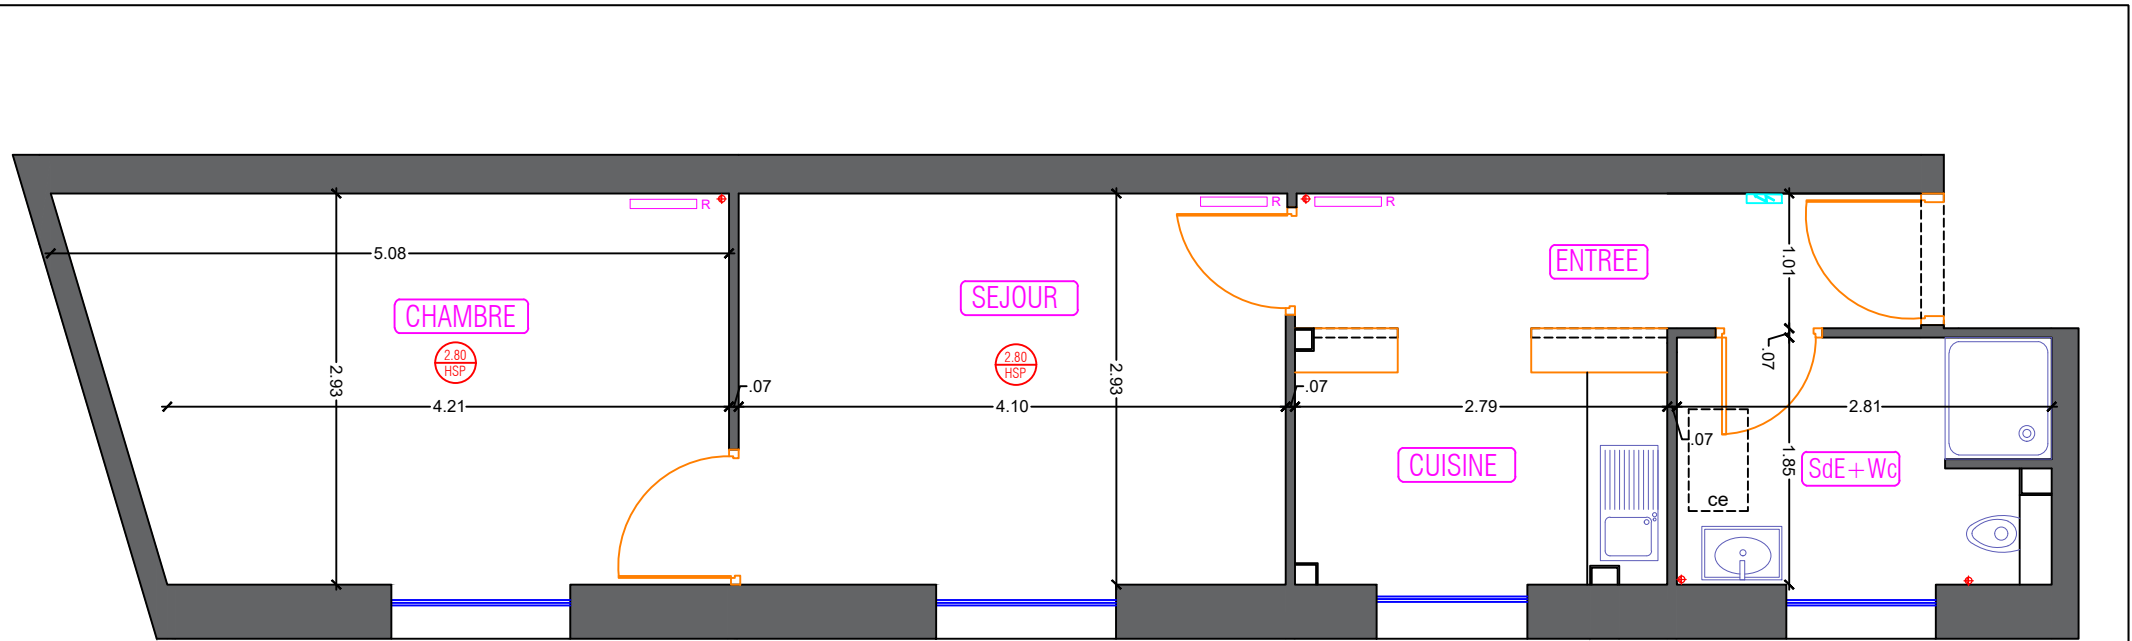 R
R
R
5.08
ENTREE
1.01
CHAMBRE
SEJOUR
2.80
HSP
2.80
HSP
2.93
2.93
.07
.07
.07
4.21
4.10
2.79
2.81
.07
CUISINE
1.85
SdE+Wc
ce